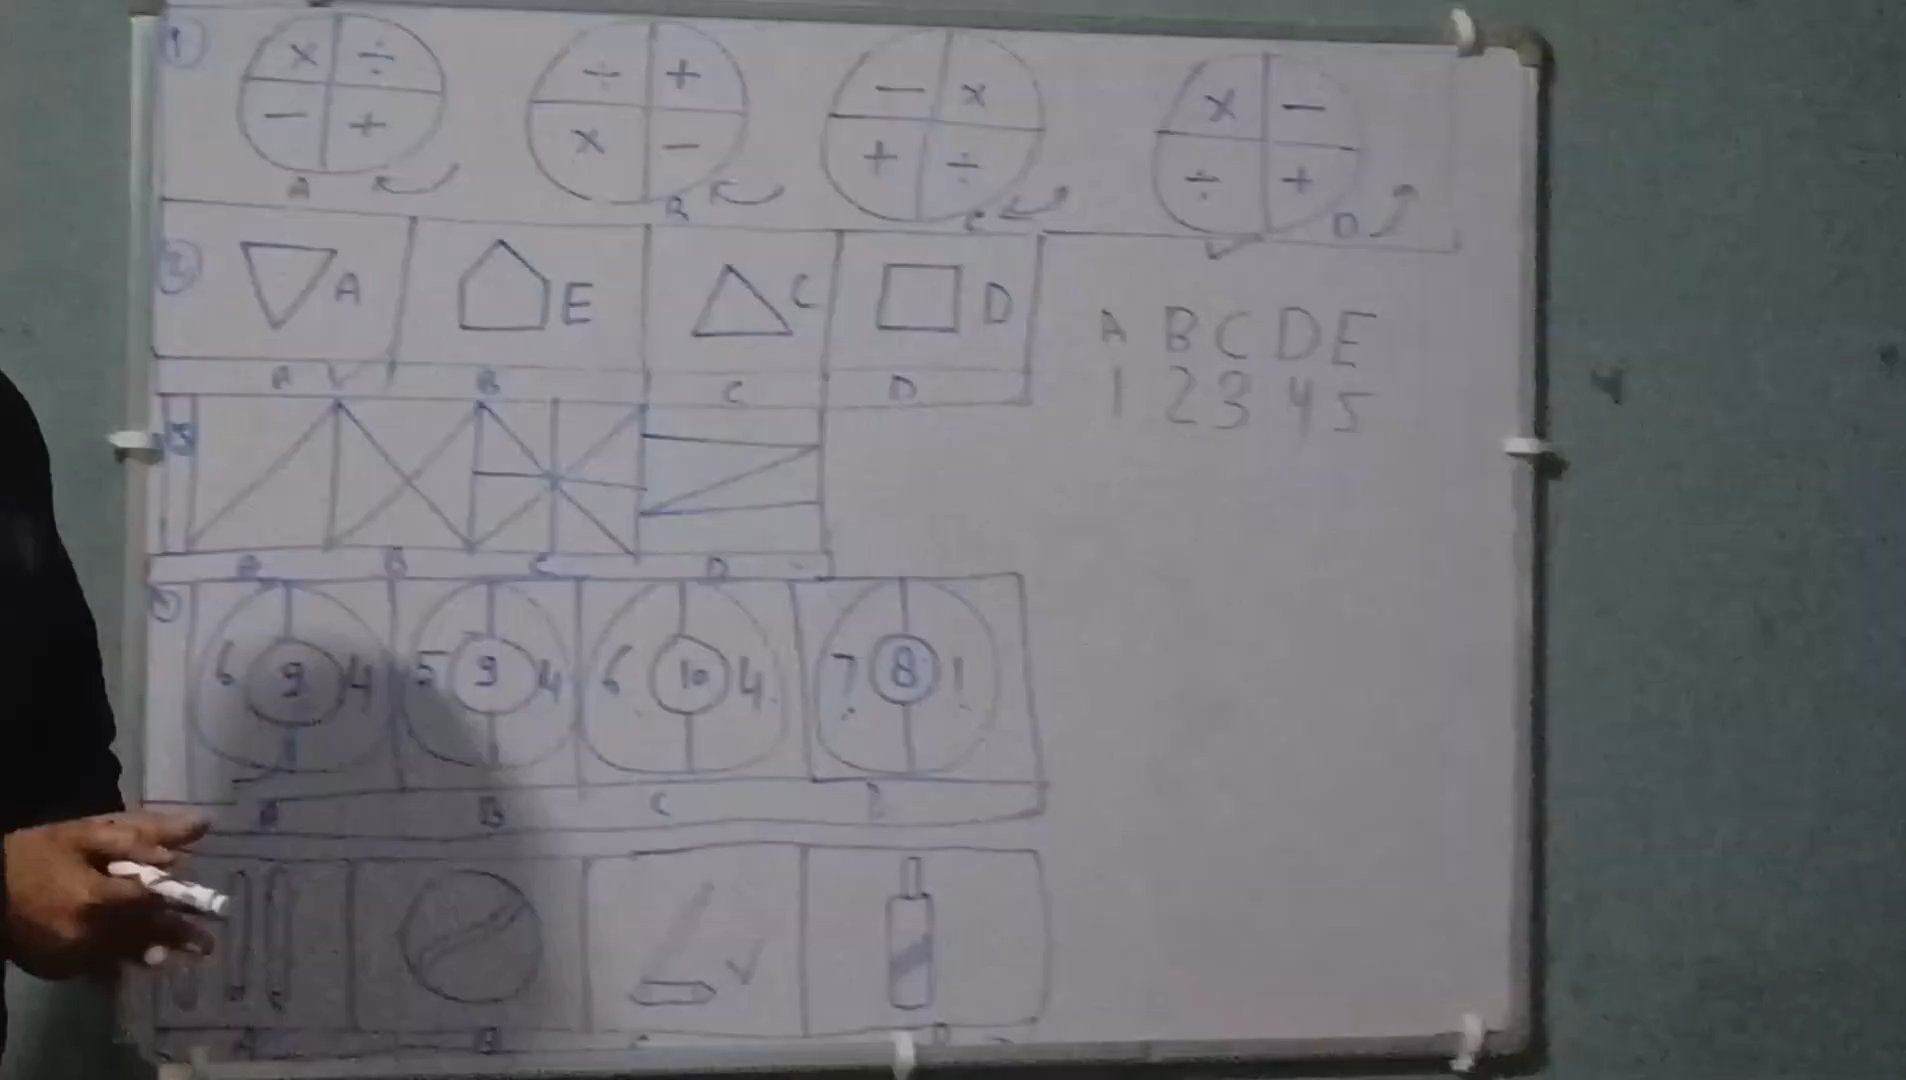 1
× ÷ ÷ + − × × −
− + × − + ÷ ÷ +
A B C D
2
A E C D
A B C D
A B C D E
1 2 3 4 5
3
A B C D
6 9 4 5 9 4 6 10 4 7 8 1
A B C D
A B